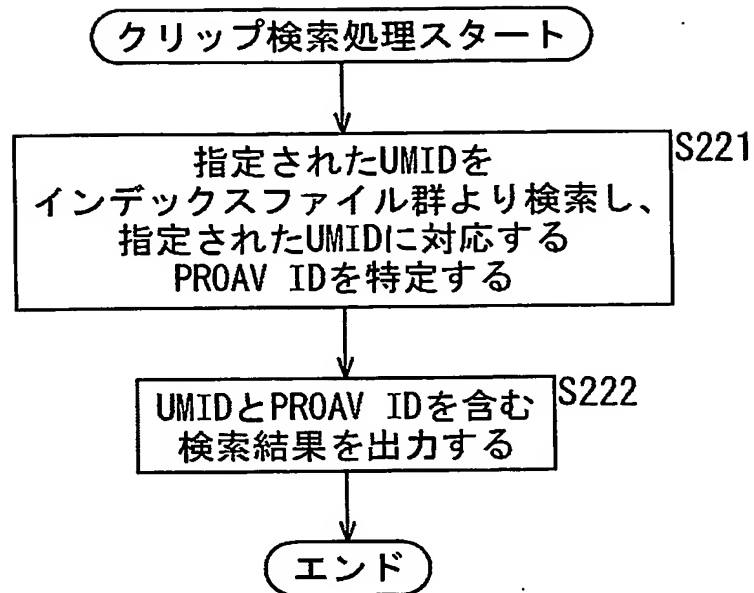 クリップ検索処理スタート
S221
指定されたUMIDを
インデックスファイル群より検索し、
指定されたUMIDに対応する
PROAV IDを特定する
S222
UMIDとPROAV IDを含む
検索結果を出力する
エンド